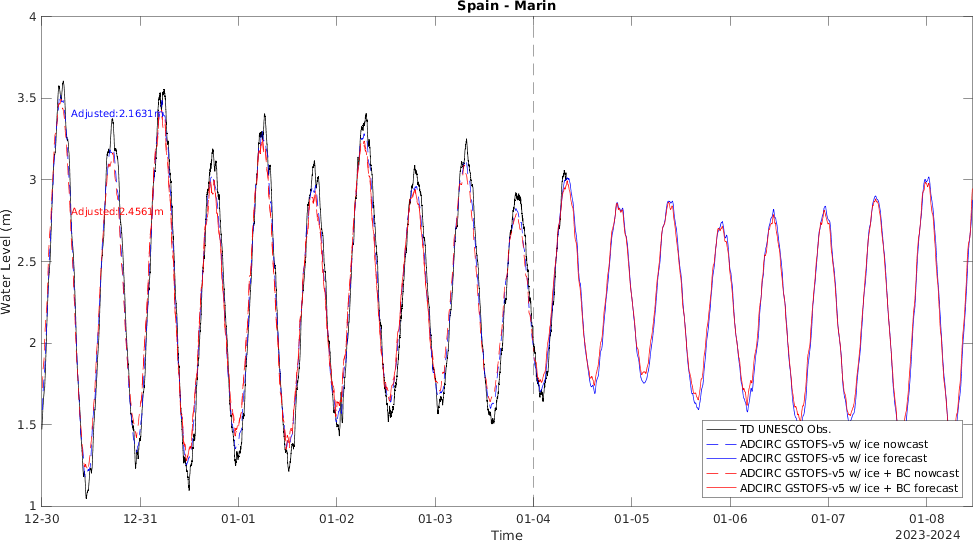 Spain - Marin
4
3.5
3
2.5
2
1.5
1
Water Level (m)
Adjusted:2.1631m
Adjusted:2.4561m
TD UNESCO Obs.
ADCIRC GSTOFS-v5 w/ ice nowcast
ADCIRC GSTOFS-v5 w/ ice forecast
ADCIRC GSTOFS-v5 w/ ice + BC nowcast
ADCIRC GSTOFS-v5 w/ ice + BC forecast
12-30 12-31 01-01 01-02 01-03 01-04 01-05 01-06 01-07 01-08
Time
2023-2024